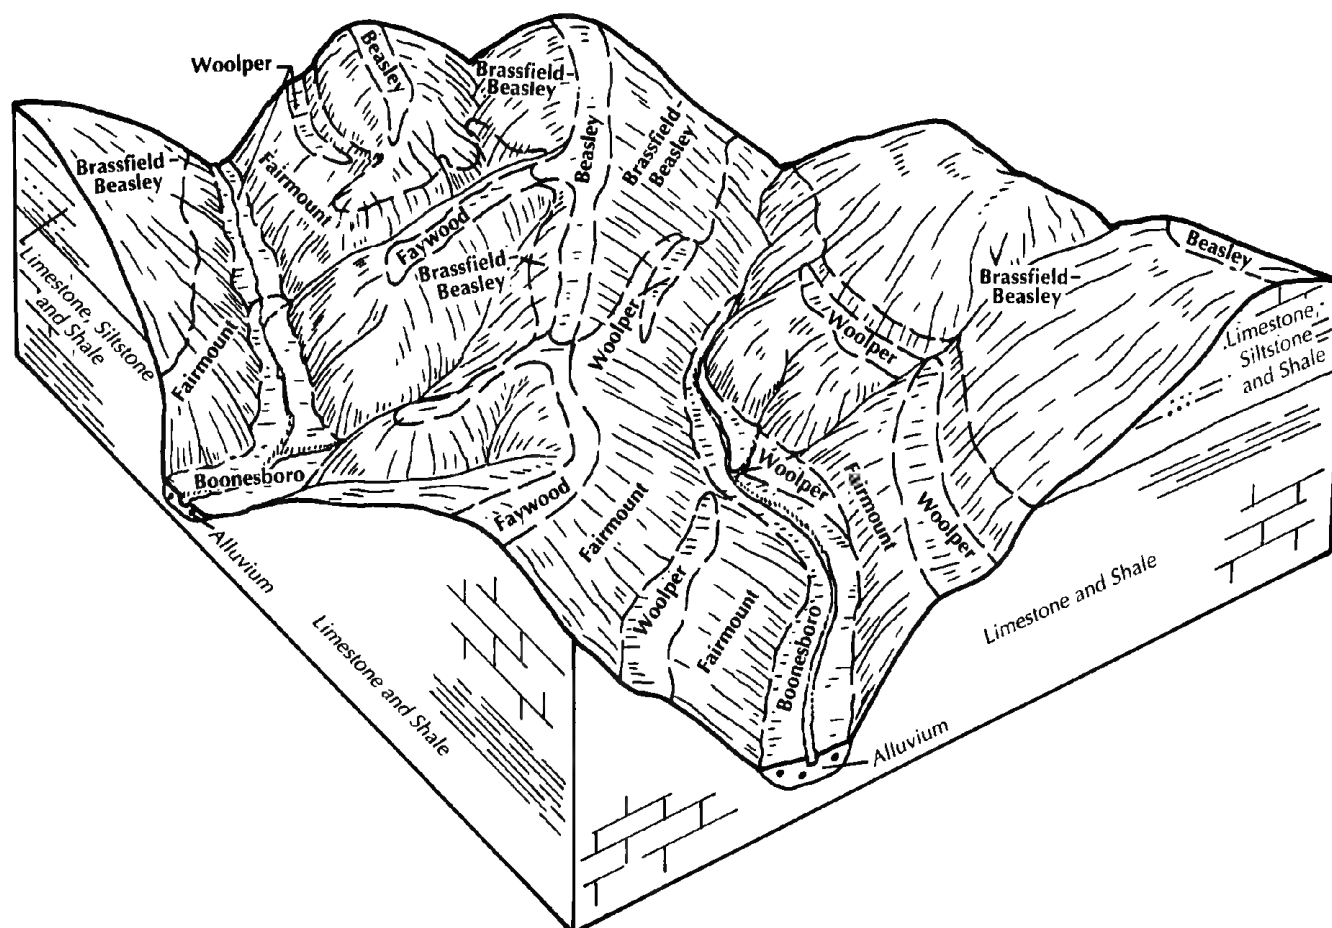 Woolper
Beasley
Brassfield-
Beasley
Brassfield-
Beasley
Fairmount
Beasley
Brassfield-
Beasley
Faywood
Brassfield-
Beasley
Woolper
Beasley
Brassfield-
Beasley
Woolper
Limestone, Siltstone
and Shale
Limestone,
Siltstone
and Shale
Fairmount
Boonesboro
Faywood
Fairmount
Woolper
Fairmount
Woolper
Woolper
Fairmount
Boonesboro
Alluvium
Limestone and Shale
Limestone and Shale
Alluvium